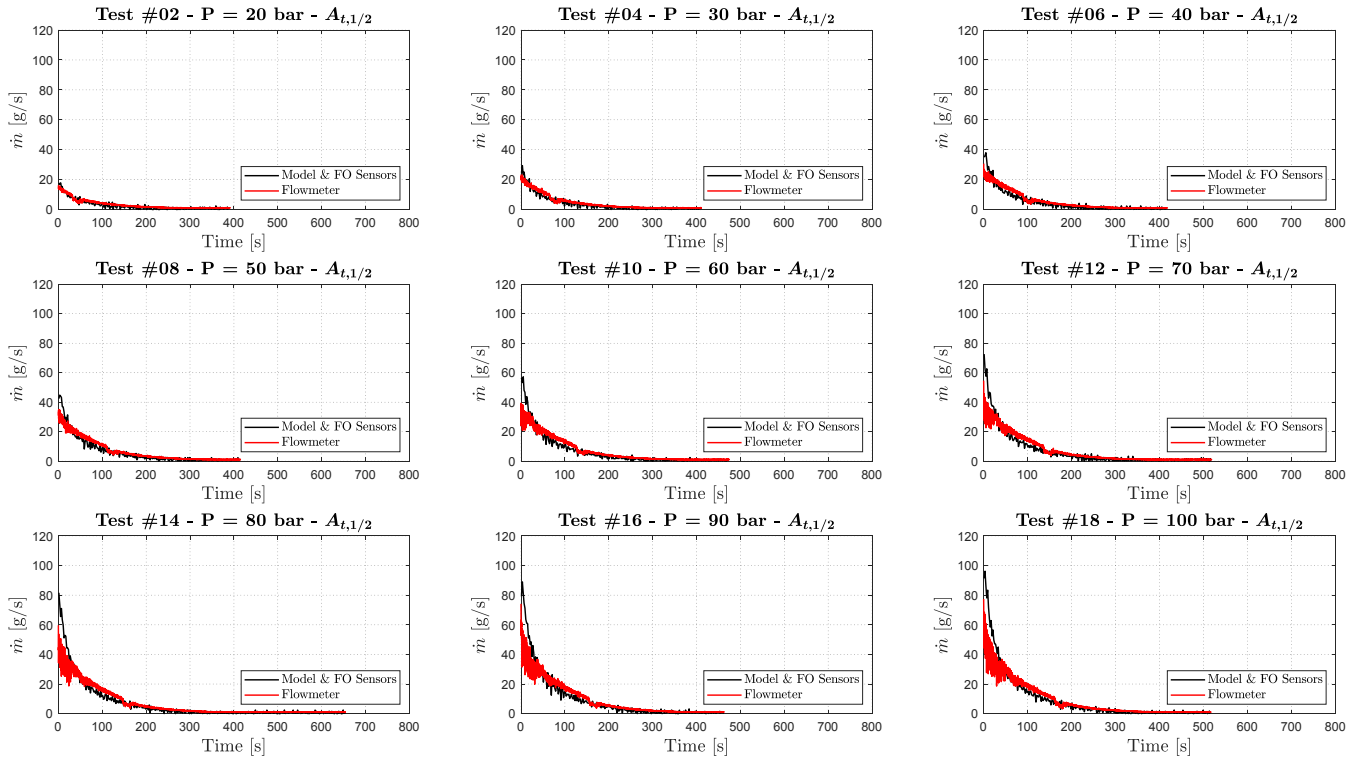 Test #02 - P = 20 bar - A_{t,1/2}
120
100
80
60
40
20
0
ṁ [g/s]
Model & FO Sensors
Flowmeter
0 100 200 300 400 500 600 700 800
Time [s]
Test #04 - P = 30 bar - A_{t,1/2}
120
100
80
60
40
20
0
ṁ [g/s]
Model & FO Sensors
Flowmeter
0 100 200 300 400 500 600 700 800
Time [s]
Test #06 - P = 40 bar - A_{t,1/2}
120
100
80
60
40
20
0
ṁ [g/s]
Model & FO Sensors
Flowmeter
0 100 200 300 400 500 600 700 800
Time [s]
Test #08 - P = 50 bar - A_{t,1/2}
120
100
80
60
40
20
0
ṁ [g/s]
Model & FO Sensors
Flowmeter
0 100 200 300 400 500 600 700 800
Time [s]
Test #10 - P = 60 bar - A_{t,1/2}
120
100
80
60
40
20
0
ṁ [g/s]
Model & FO Sensors
Flowmeter
0 100 200 300 400 500 600 700 800
Time [s]
Test #12 - P = 70 bar - A_{t,1/2}
120
100
80
60
40
20
0
ṁ [g/s]
Model & FO Sensors
Flowmeter
0 100 200 300 400 500 600 700 800
Time [s]
Test #14 - P = 80 bar - A_{t,1/2}
120
100
80
60
40
20
0
ṁ [g/s]
Model & FO Sensors
Flowmeter
0 100 200 300 400 500 600 700 800
Time [s]
Test #16 - P = 90 bar - A_{t,1/2}
120
100
80
60
40
20
0
ṁ [g/s]
Model & FO Sensors
Flowmeter
0 100 200 300 400 500 600 700 800
Time [s]
Test #18 - P = 100 bar - A_{t,1/2}
120
100
80
60
40
20
0
ṁ [g/s]
Model & FO Sensors
Flowmeter
0 100 200 300 400 500 600 700 800
Time [s]